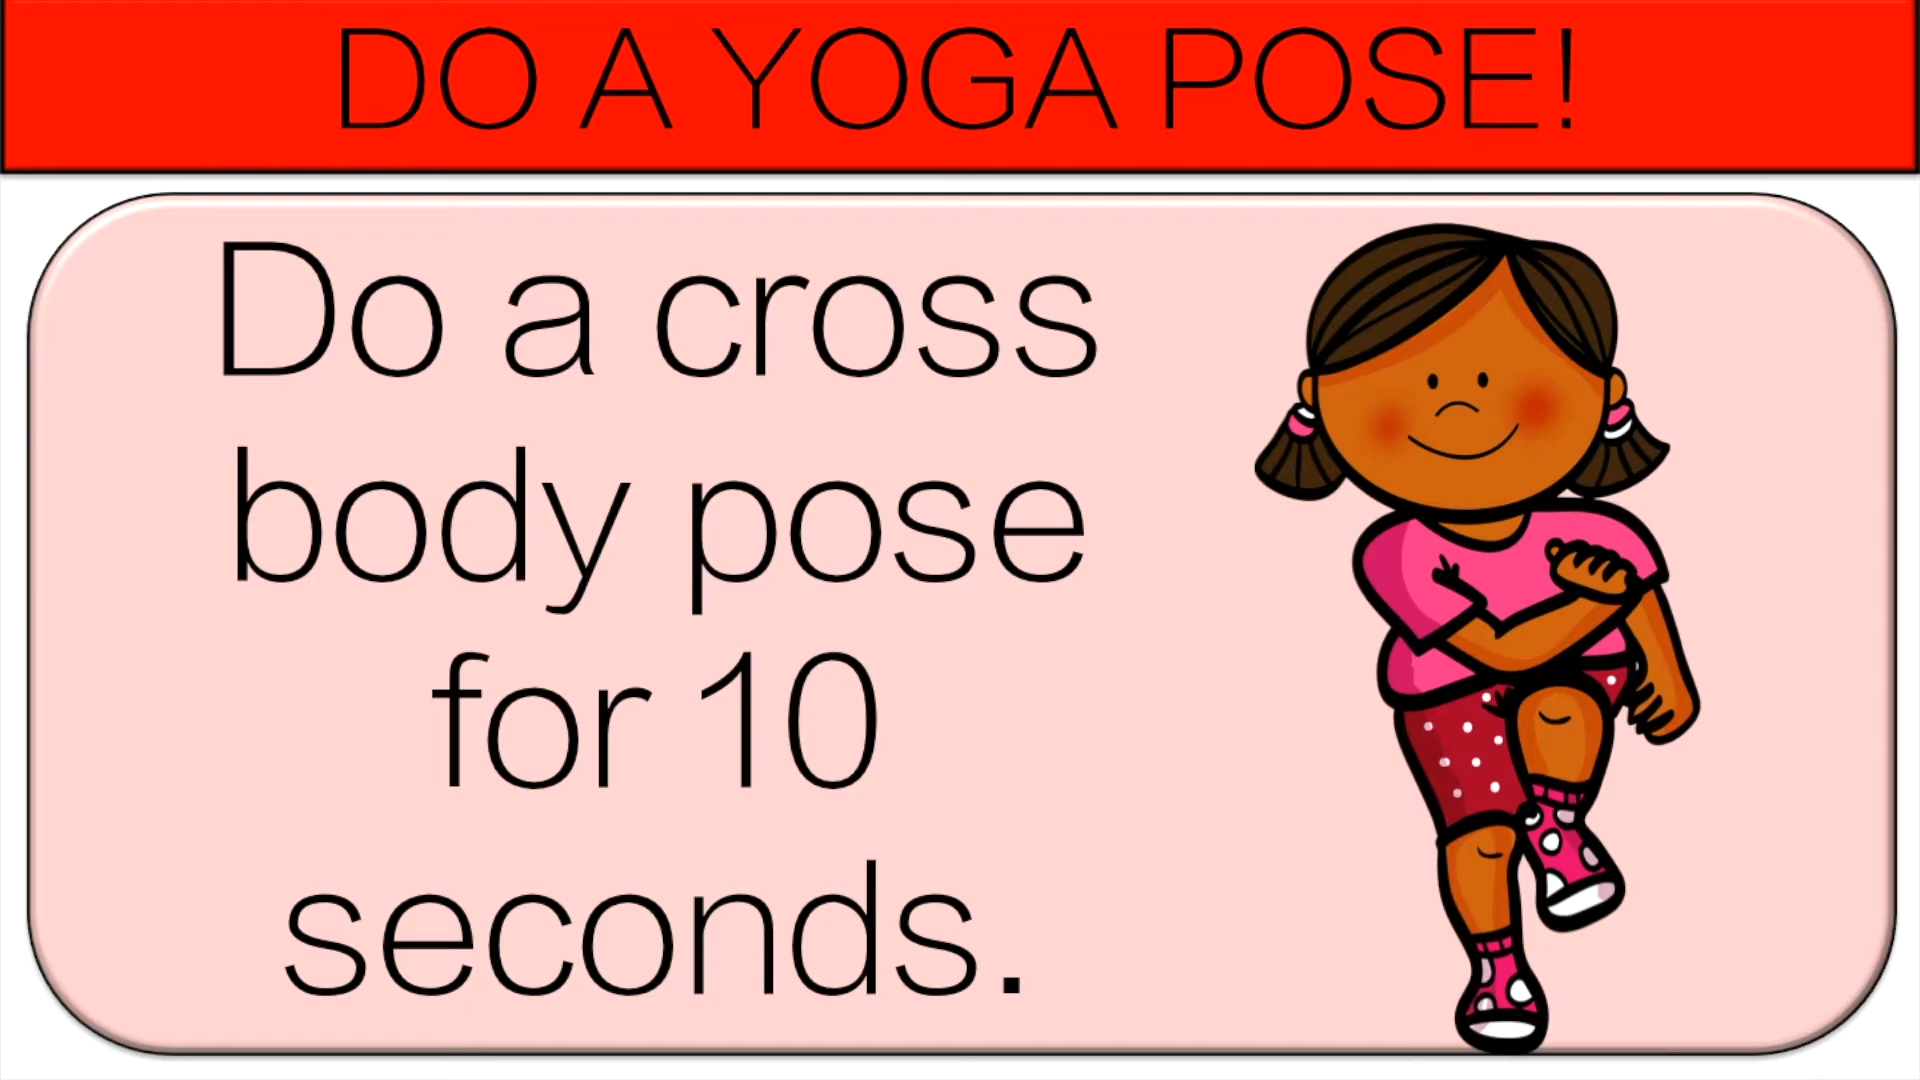 DO A YOGA POSE!
Do a cross
body pose
for 10
seconds.